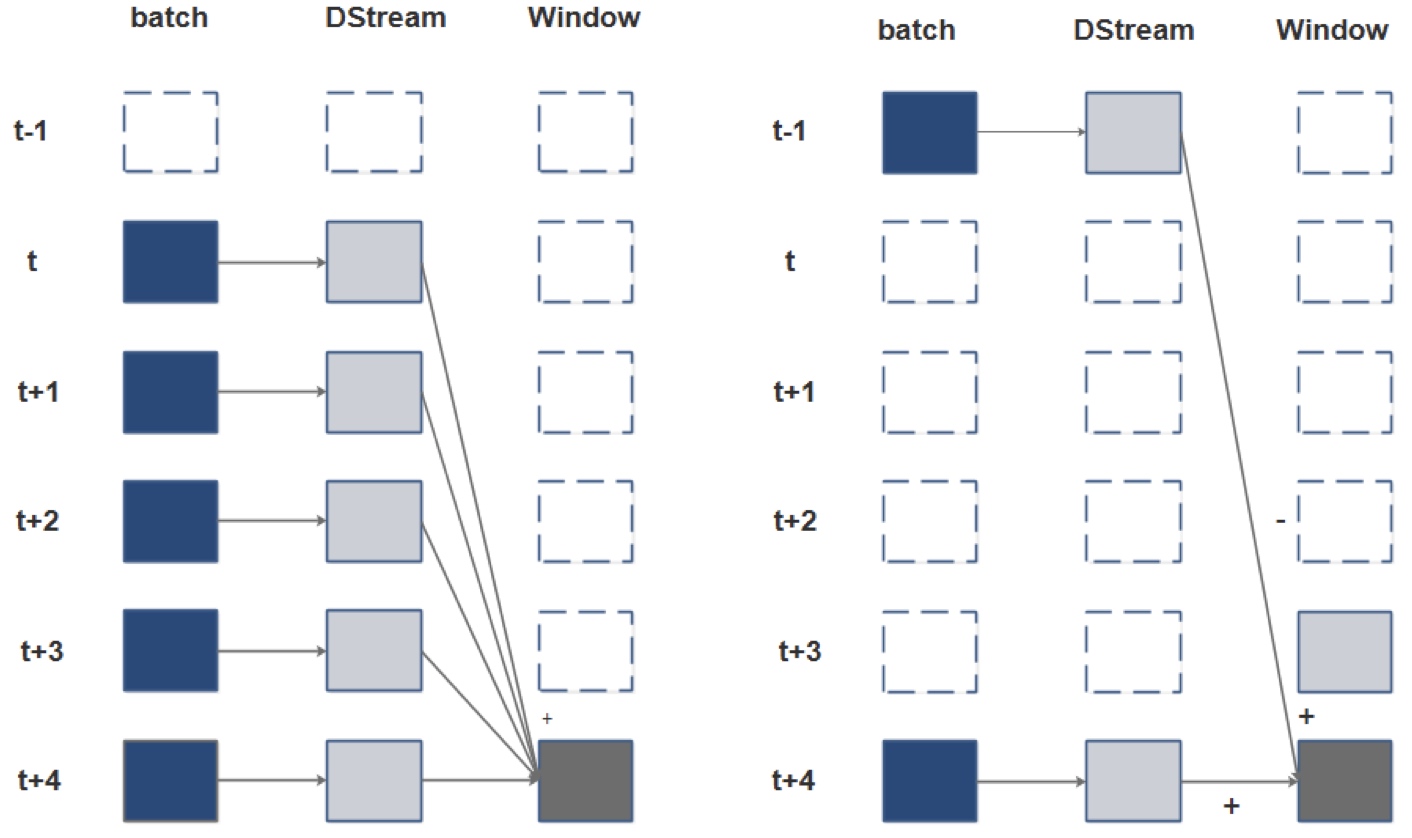 batch DStream Window
t-1
t
t+1
t+2
t+3
+
t+4
batch DStream Window
t-1
t
t+1
t+2 -
t+3
+
t+4
+